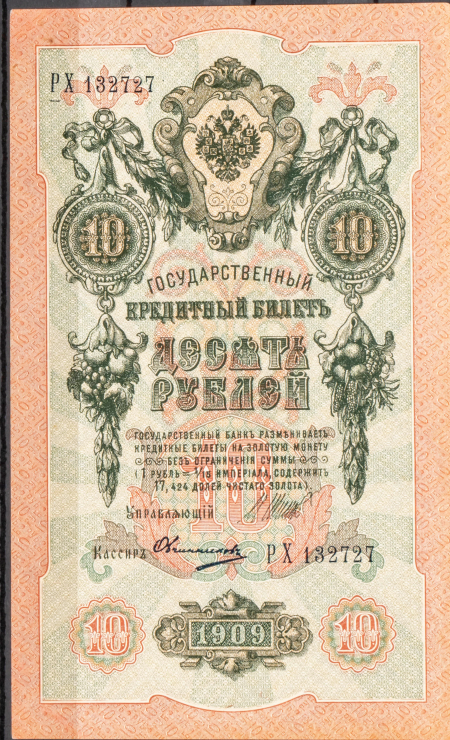 РХ 132727
10 10
ГОСУДАРСТВЕННЫЙ
КРЕДИТНЫЙ БИЛЕТЪ
ДЕСЯТЬ
РУБЛЕЙ
ГОСУДАРСТВЕННЫЙ БАНКЪ РАЗМѢНИВАЕТЪ
КРЕДИТНЫЕ БИЛЕТЫ НА ЗОЛОТУЮ МОНЕТУ
БЕЗЪ ОГРАНИЧЕНІЯ СУММЫ
(1 РУБЛЬ = 1/15 ИМПЕРІАЛА, СОДЕРЖИТЪ
17,424 ДОЛЕЙ ЧИСТАГО ЗОЛОТА).
10
УПРАВЛЯЮЩІЙ
Кассиръ Овчинниковъ РХ 132727
10 1909 10